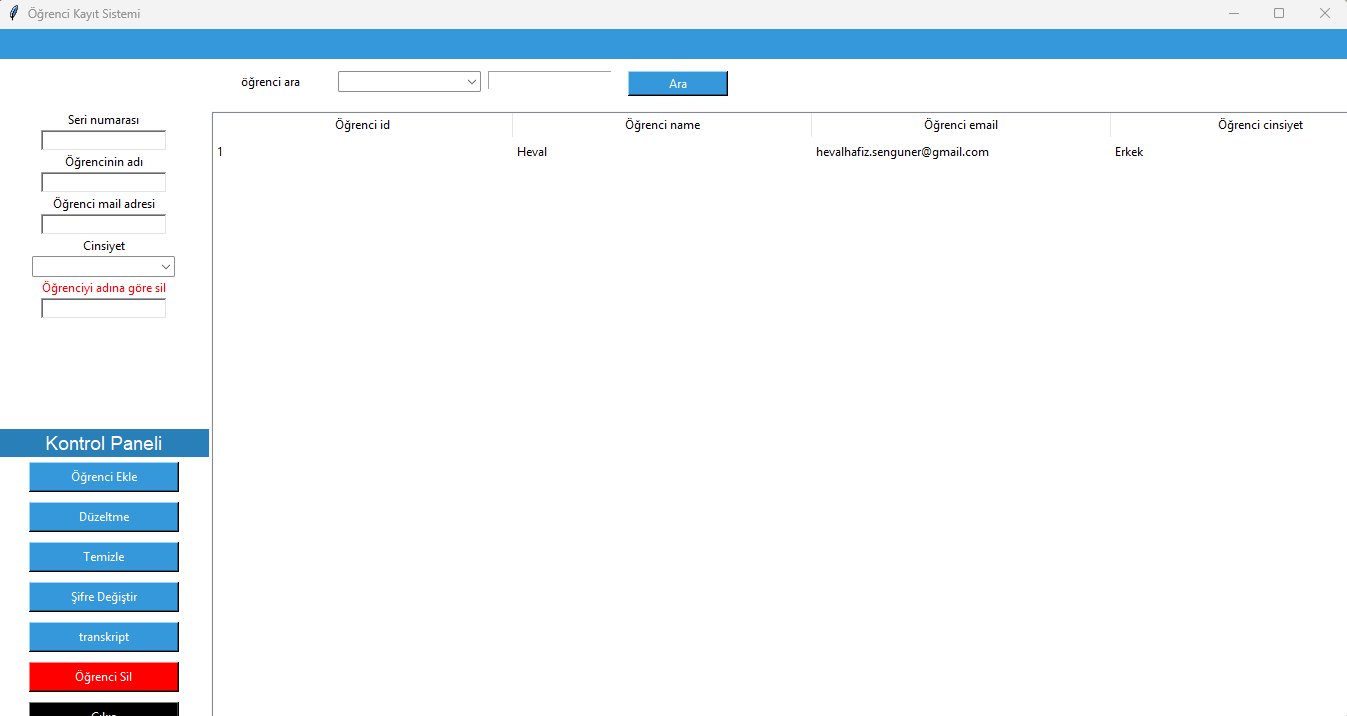 Öğrenci Kayıt Sistemi
öğrenci ara
Ara
Seri numarası
Öğrencinin adı
Öğrenci mail adresi
Cinsiyet
Öğrenciyi adına göre sil
Öğrenci id Öğrenci name Öğrenci email Öğrenci cinsiyet
1 Heval hevalhafiz.senguner@gmail.com Erkek
Kontrol Paneli
Öğrenci Ekle
Düzeltme
Temizle
Şifre Değiştir
transkript
Öğrenci Sil